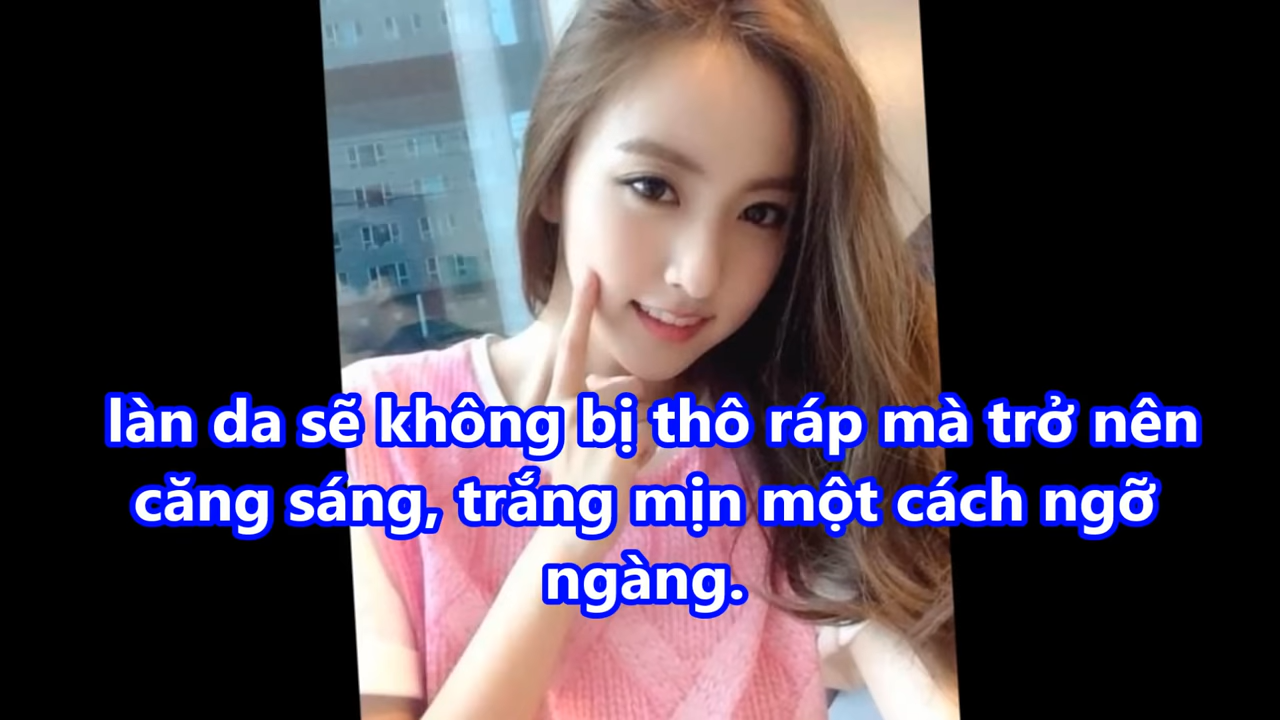 làn da sẽ không bị thô ráp mà trở nên
căng sáng, trắng mịn một cách ngỡ
ngàng.